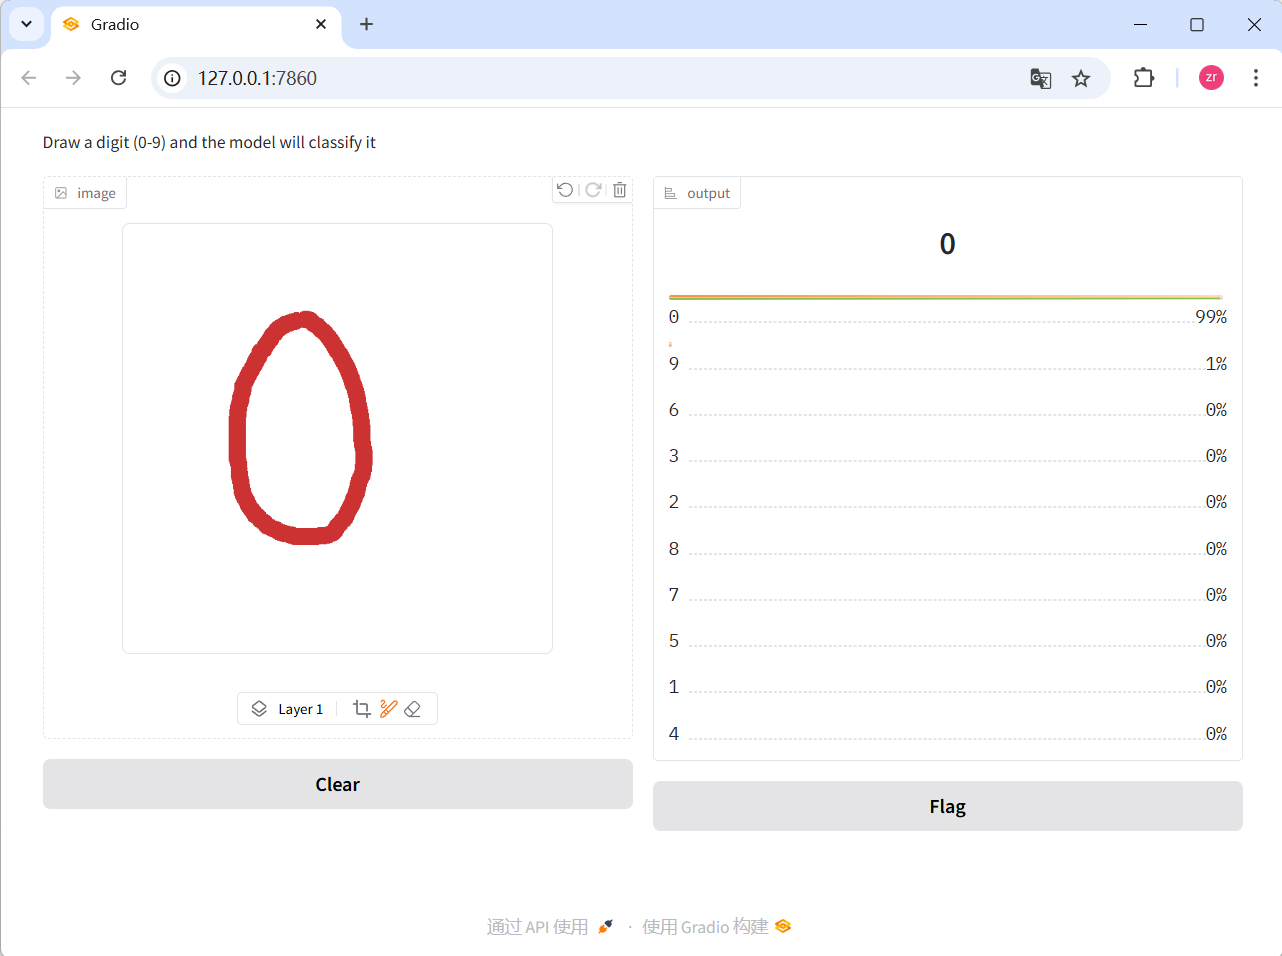 Gradio
127.0.0.1:7860
zr
Draw a digit (0-9) and the model will classify it
image
output
0
0 99%
9 1%
6 0%
3 0%
2 0%
8 0%
7 0%
5 0%
1 0%
4 0%
Layer 1
Clear
Flag
通过 API 使用 · 使用 Gradio 构建